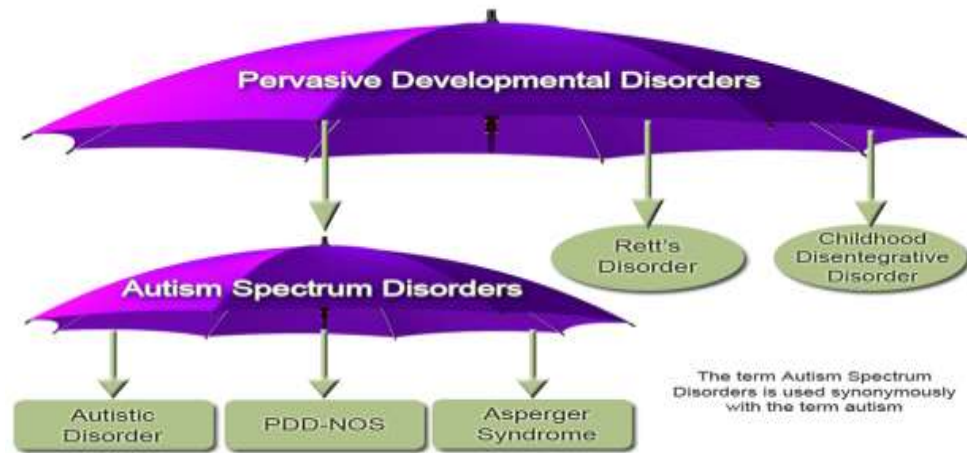 Pervasive Developmental Disorders
Rett's
Disorder
Childhood
Disentegrative
Disorder
Autism Spectrum Disorders
Autistic
Disorder
PDD-NOS
Asperger
Syndrome
The term Autism Spectrum
Disorders is used synonymously
with the term autism